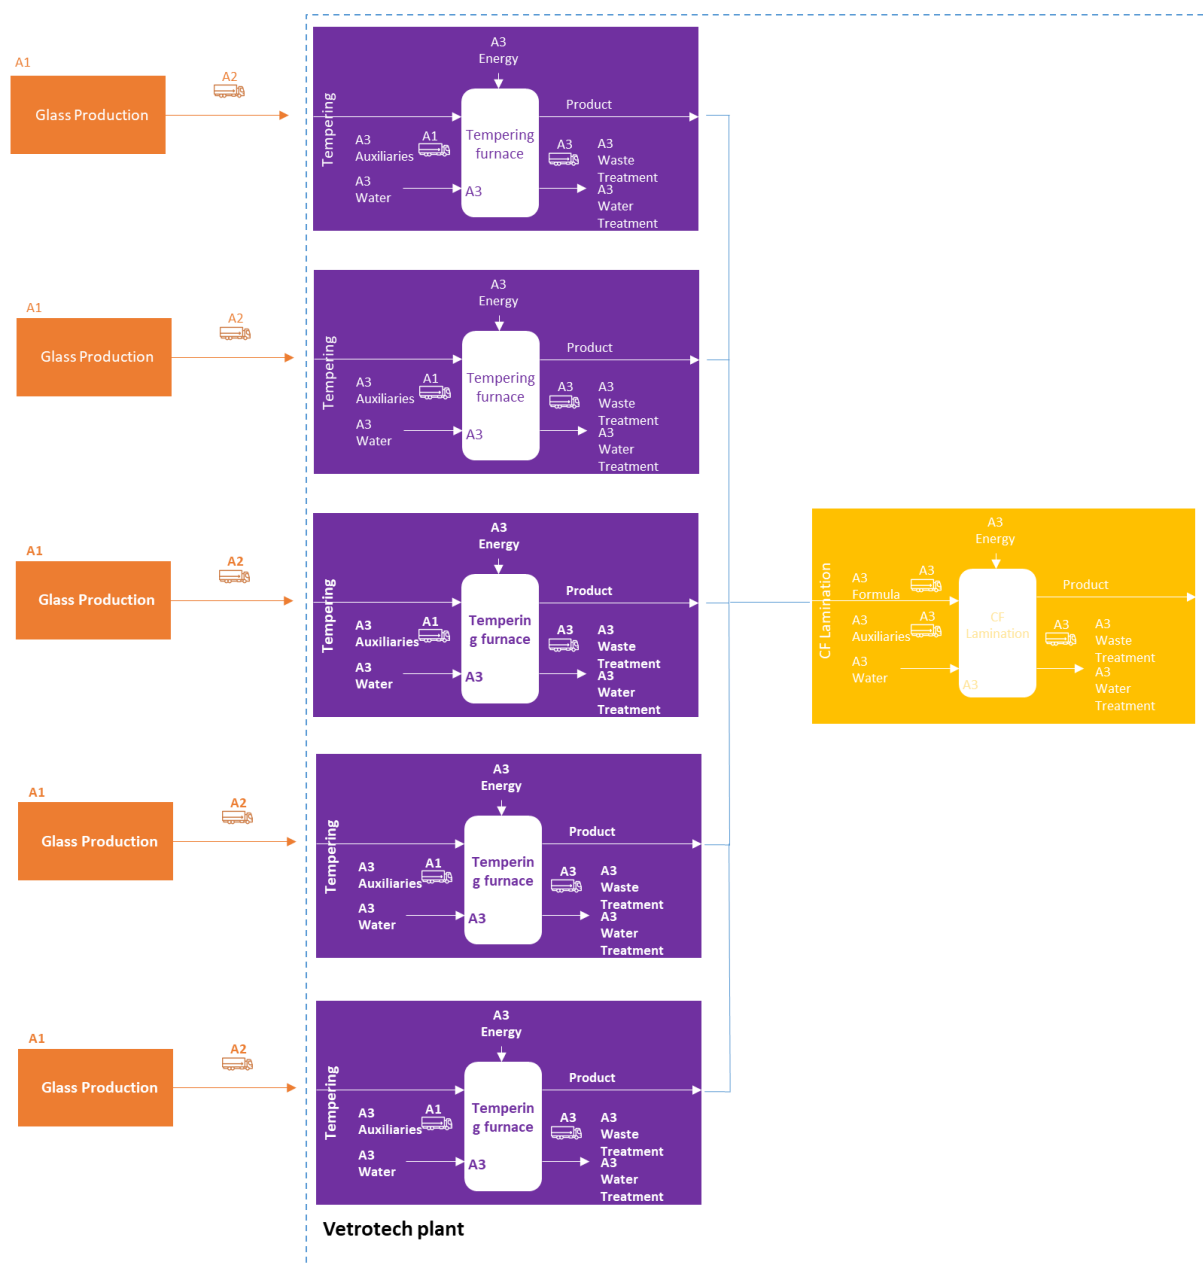 A1
Glass Production
A2
Tempering
A3
Energy
Product
A3
Auxiliaries
A1
Tempering
furnace
A3
A3
Waste
Treatment
A3
Water
A3
A3
Water
Treatment
A1
Glass Production
A2
Tempering
A3
Energy
Product
A3
Auxiliaries
A1
Tempering
furnace
A3
A3
Waste
Treatment
A3
Water
A3
A3
Water
Treatment
A1
Glass Production
A2
Tempering
A3
Energy
Product
A3
Auxiliaries
A1
Temperin
g furnace
A3
A3
Waste
Treatment
A3
Water
A3
A3
Water
Treatment
CF Lamination
A3
Energy
A3
Formula
A3
Product
A3
Auxiliaries
A3
CF
Lamination
A3
A3
Waste
Treatment
A3
Water
A3
A3
Water
Treatment
A1
Glass Production
A2
Tempering
A3
Energy
Product
A3
Auxiliaries
A1
Temperin
g furnace
A3
A3
Waste
Treatment
A3
Water
A3
A3
Water
Treatment
A1
Glass Production
A2
Tempering
A3
Energy
Product
A3
Auxiliaries
A1
Temperin
g furnace
A3
A3
Waste
Treatment
A3
Water
A3
A3
Water
Treatment
Vetrotech plant